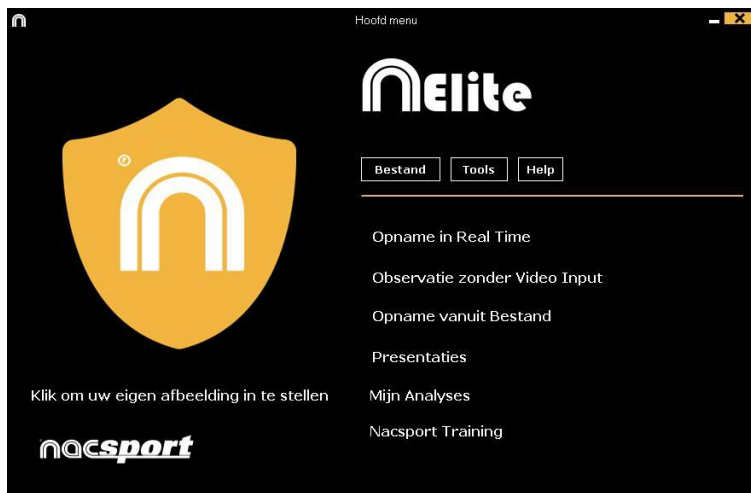 Hoofd menu
nElite
Bestand
Tools
Help
Opname in Real Time
Observatie zonder Video Input
Opname vanuit Bestand
Presentaties
Mijn Analyses
Nacsport Training
n
Klik om uw eigen afbeelding in te stellen
nacsport